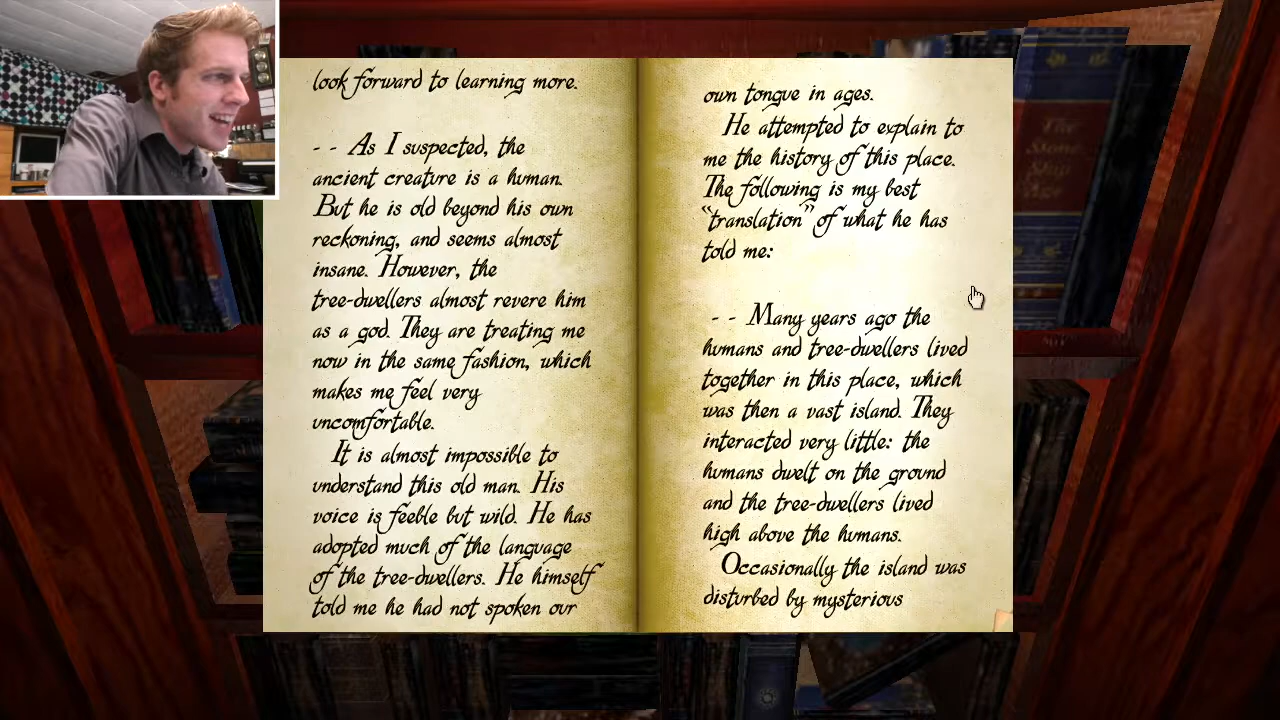 look forward to learning more.
- - As I suspected, the
ancient creature is a human.
But he is old beyond his own
reckoning, and seems almost
insane. However, the
tree-dwellers almost revere him
as a god. They are treating me
now in the same fashion, which
makes me feel very
uncomfortable.
It is almost impossible to
understand this old man. His
voice is feeble but wild. He has
adopted much of the language
of the tree-dwellers. He himself
told me he had not spoken our
own tongue in ages.
He attempted to explain to
me the history of this place.
The following is my best
“translation” of what he has
told me:
- - Many years ago the
humans and tree-dwellers lived
together in this place, which
was then a vast island. They
interacted very little: the
humans dwelt on the ground
and the tree-dwellers lived
high above the humans.
Occasionally the island was
disturbed by mysterious
The
Stone
Ship
Age